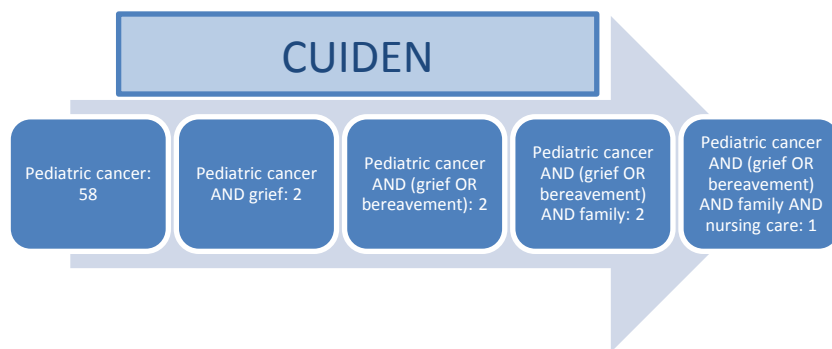 CUIDEN
Pediatric cancer:
58
Pediatric cancer
AND grief: 2
Pediatric cancer
AND (grief OR
bereavement): 2
Pediatric cancer
AND (grief OR
bereavement)
AND family: 2
Pediatric cancer
AND (grief OR
bereavement)
AND family AND
nursing care: 1